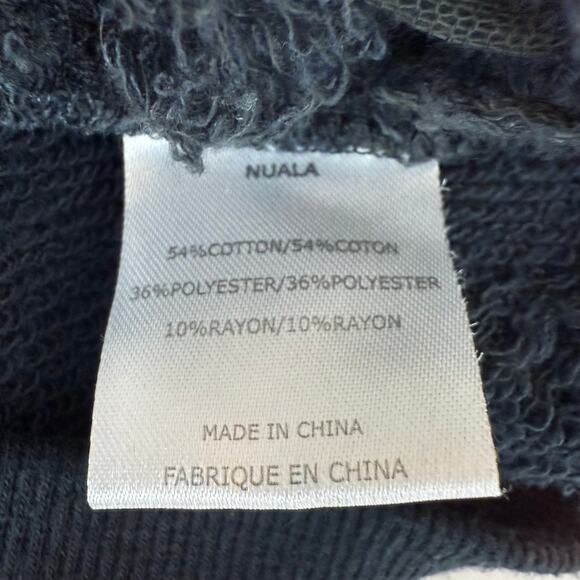 NUALA
54%COTTON/54%COTON
36%POLYESTER/36%POLYESTER
10%RAYON/10%RAYON
MADE IN CHINA
FABRIQUE EN CHINA